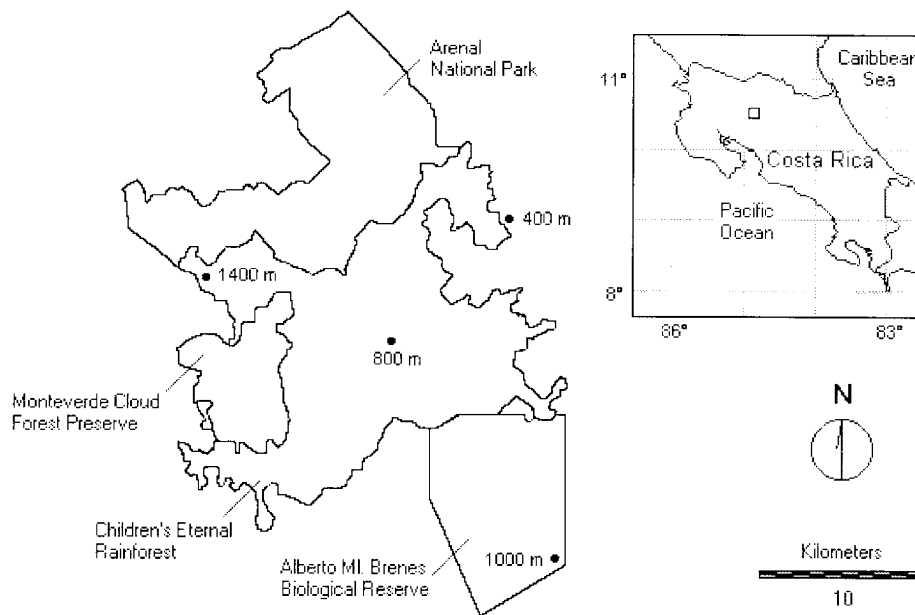 Arenal
National Park
400 m
1400 m
800 m
Monteverde Cloud
Forest Preserve
Children's Eternal
Rainforest
Alberto Ml. Brenes
Biological Reserve
1000 m
11°
Caribbean
Sea
Costa Rica
Pacific
Ocean
8°
86°
83°
N
Kilometers
10